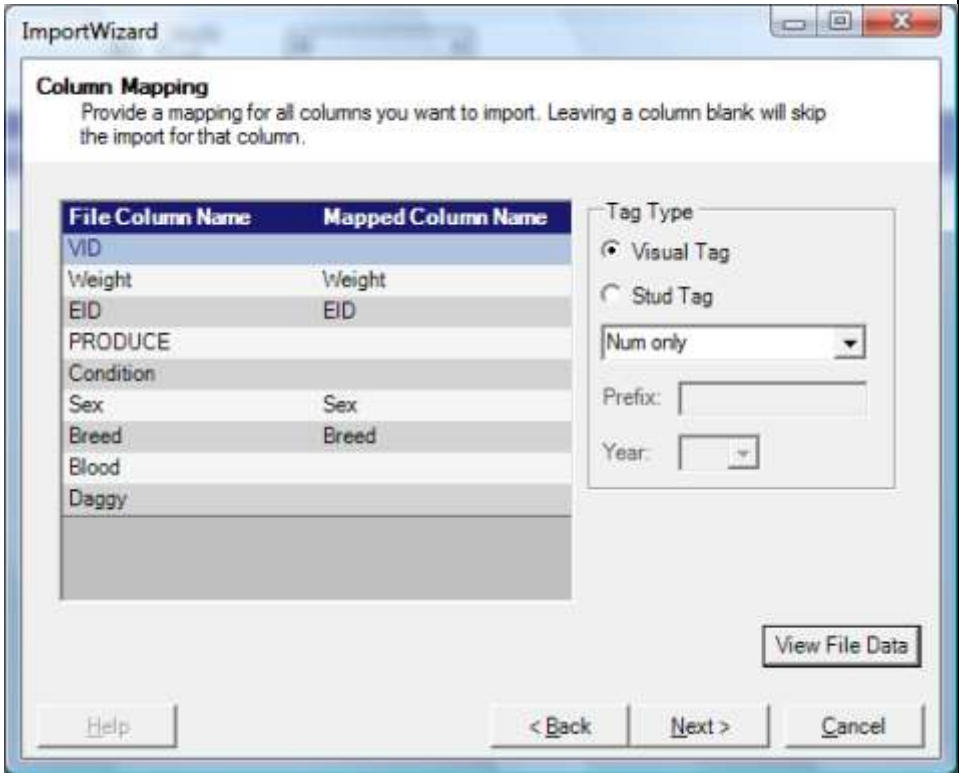 ImportWizard
Column Mapping
Provide a mapping for all columns you want to import. Leaving a column blank will skip
the import for that column.
File Column Name Mapped Column Name
VID
Weight Weight
EID EID
PRODUCE
Condition
Sex Sex
Breed Breed
Blood
Daggy
Tag Type
Visual Tag
Stud Tag
Num only
Prefix:
Year:
View File Data
Help < Back Next > Cancel